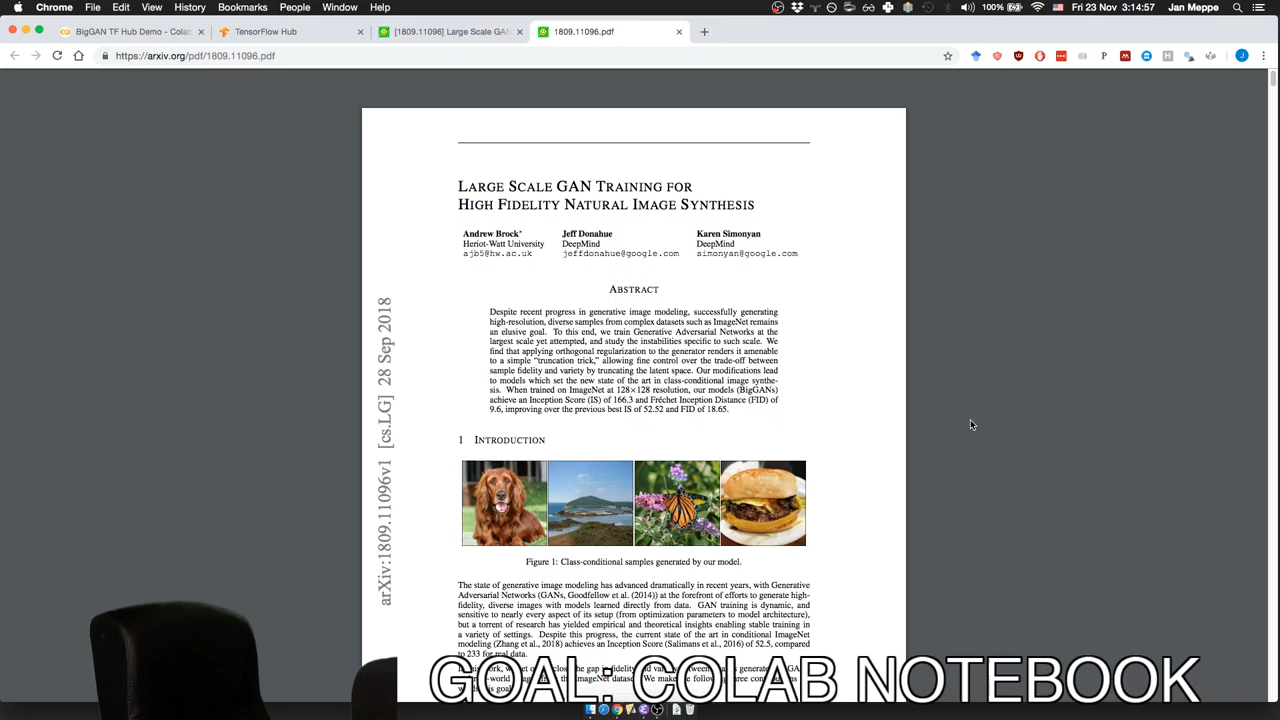 Chrome File Edit View History Bookmarks People Window Help
100% Fri 23 Nov 3:14:57 Jan Meppe
BigGAN TF Hub Demo - Colab
TensorFlow Hub
[1809.11096] Large Scale GAN
1809.11096.pdf
https://arxiv.org/pdf/1809.11096.pdf
LARGE SCALE GAN TRAINING FOR
HIGH FIDELITY NATURAL IMAGE SYNTHESIS
Andrew Brock* Jeff Donahue Karen Simonyan
Heriot-Watt University DeepMind DeepMind
ajb5@hw.ac.uk jeffdonahue@google.com simonyan@google.com
ABSTRACT
Despite recent progress in generative image modeling, successfully generating
high-resolution, diverse samples from complex datasets such as ImageNet remains
an elusive goal. To this end, we train Generative Adversarial Networks at the
largest scale yet attempted, and study the instabilities specific to such scale. We
find that applying orthogonal regularization to the generator renders it amenable
to a simple “truncation trick,” allowing fine control over the trade-off between
sample fidelity and variety by truncating the latent space. Our modifications lead
to models which set the new state of the art in class-conditional image synthe-
sis. When trained on ImageNet at 128×128 resolution, our models (BigGANs)
achieve an Inception Score (IS) of 166.3 and Fréchet Inception Distance (FID) of
9.6, improving over the previous best IS of 52.52 and FID of 18.65.
arXiv:1809.11096v1 [cs.LG] 28 Sep 2018
1 INTRODUCTION
Figure 1: Class-conditional samples generated by our model.
The state of generative image modeling has advanced dramatically in recent years, with Generative
Adversarial Networks (GANs, Goodfellow et al. (2014)) at the forefront of efforts to generate high-
fidelity, diverse images with models learned directly from data. GAN training is dynamic, and
sensitive to nearly every aspect of its setup (from optimization parameters to model architecture),
but a torrent of research has yielded empirical and theoretical insights enabling stable training in
a variety of settings. Despite this progress, the current state of the art in conditional ImageNet
modeling (Zhang et al., 2018) achieves an Inception Score (Salimans et al., 2016) of 52.5, compared
to 233 for real data.
GOAL: COLAB NOTEBOOK